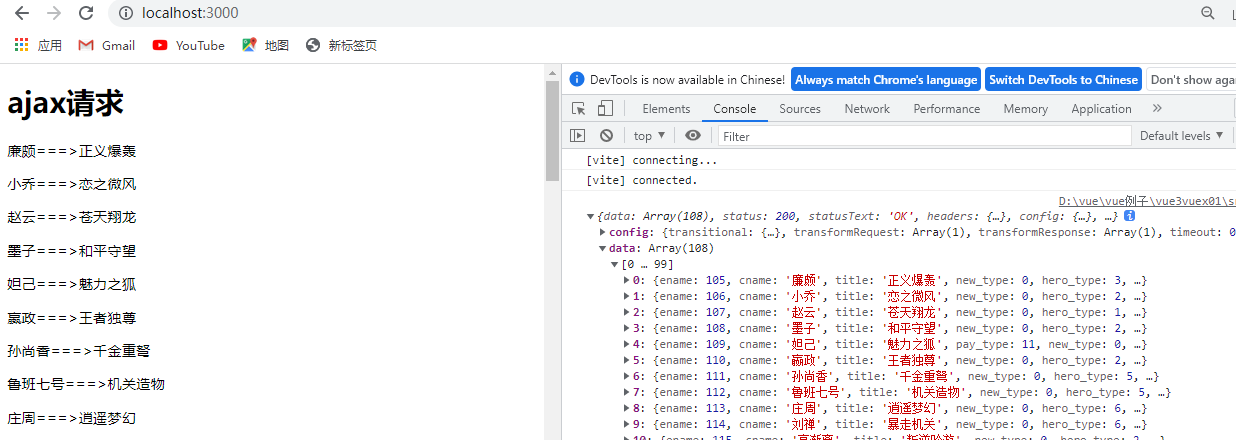 localhost:3000
应用 Gmail YouTube 地图 新标签页
ajax请求
廉颇===>正义爆轰
小乔===>恋之微风
赵云===>苍天翔龙
墨子===>和平守望
妲己===>魅力之狐
嬴政===>王者独尊
孙尚香===>千金重弩
鲁班七号===>机关造物
庄周===>逍遥梦幻
DevTools is now available in Chinese! Always match Chrome's language Switch DevTools to Chinese Don't show aga
Elements Console Sources Network Performance Memory Application
top Filter Default levels
[vite] connecting...
[vite] connected.
D:\vue\vue例子\vue3vuex01\s
{data: Array(108), status: 200, statusText: 'OK', headers: {…}, config: {…}, …}
config: {transitional: {…}, transformRequest: Array(1), transformResponse: Array(1), timeout: 0
data: Array(108)
[0 … 99]
0: {ename: 105, cname: '廉颇', title: '正义爆轰', new_type: 0, hero_type: 3, …}
1: {ename: 106, cname: '小乔', title: '恋之微风', new_type: 0, hero_type: 2, …}
2: {ename: 107, cname: '赵云', title: '苍天翔龙', new_type: 0, hero_type: 1, …}
3: {ename: 108, cname: '墨子', title: '和平守望', new_type: 0, hero_type: 2, …}
4: {ename: 109, cname: '妲己', title: '魅力之狐', pay_type: 11, new_type: 0, …}
5: {ename: 110, cname: '嬴政', title: '王者独尊', new_type: 0, hero_type: 2, …}
6: {ename: 111, cname: '孙尚香', title: '千金重弩', new_type: 0, hero_type: 5, …}
7: {ename: 112, cname: '鲁班七号', title: '机关造物', new_type: 0, hero_type: 5, …}
8: {ename: 113, cname: '庄周', title: '逍遥梦幻', new_type: 0, hero_type: 6, …}
9: {ename: 114, cname: '刘禅', title: '暴走机关', new_type: 0, hero_type: 6, …}
10: {ename: 115, cname: '高渐离', title: '叛逆吟游', new_type: 0, hero_type: 2, …}